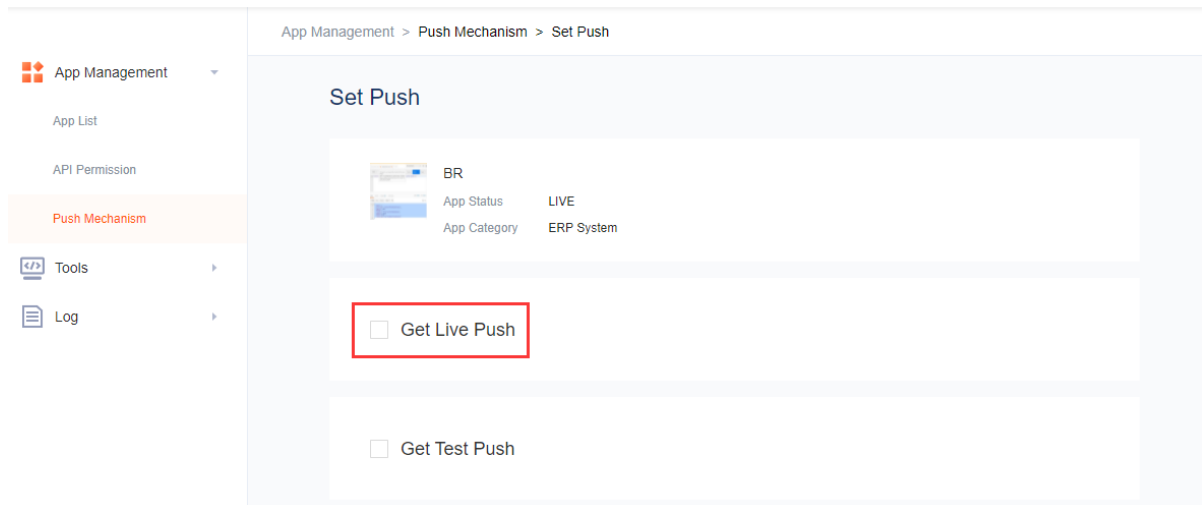 App Management > Push Mechanism > Set Push
App Management
App List
API Permission
Push Mechanism
Tools
Log
Set Push
BR
App Status LIVE
App Category ERP System
Get Live Push
Get Test Push